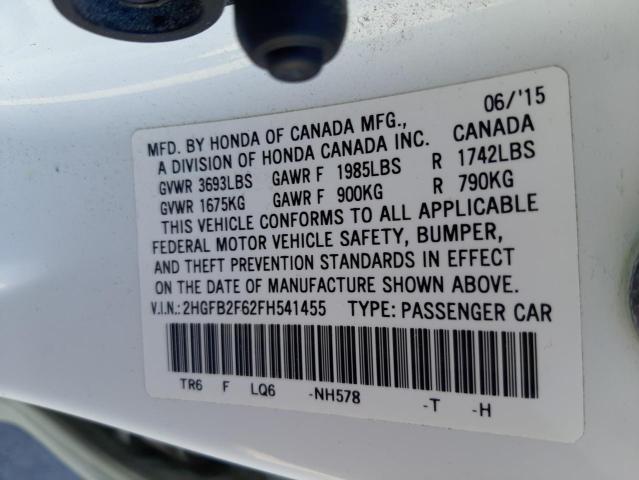 06/'15
MFD. BY HONDA OF CANADA MFG.,
A DIVISION OF HONDA CANADA INC. CANADA
GVWR 3693LBS GAWR F 1985LBS R 1742LBS
GVWR 1675KG GAWR F 900KG R 790KG
THIS VEHICLE CONFORMS TO ALL APPLICABLE
FEDERAL MOTOR VEHICLE SAFETY, BUMPER,
AND THEFT PREVENTION STANDARDS IN EFFECT
ON THE DATE OF MANUFACTURE SHOWN ABOVE.
V.I.N.: 2HGFB2F62FH541455 TYPE: PASSENGER CAR
TR6 F LQ6 -NH578 -T -H